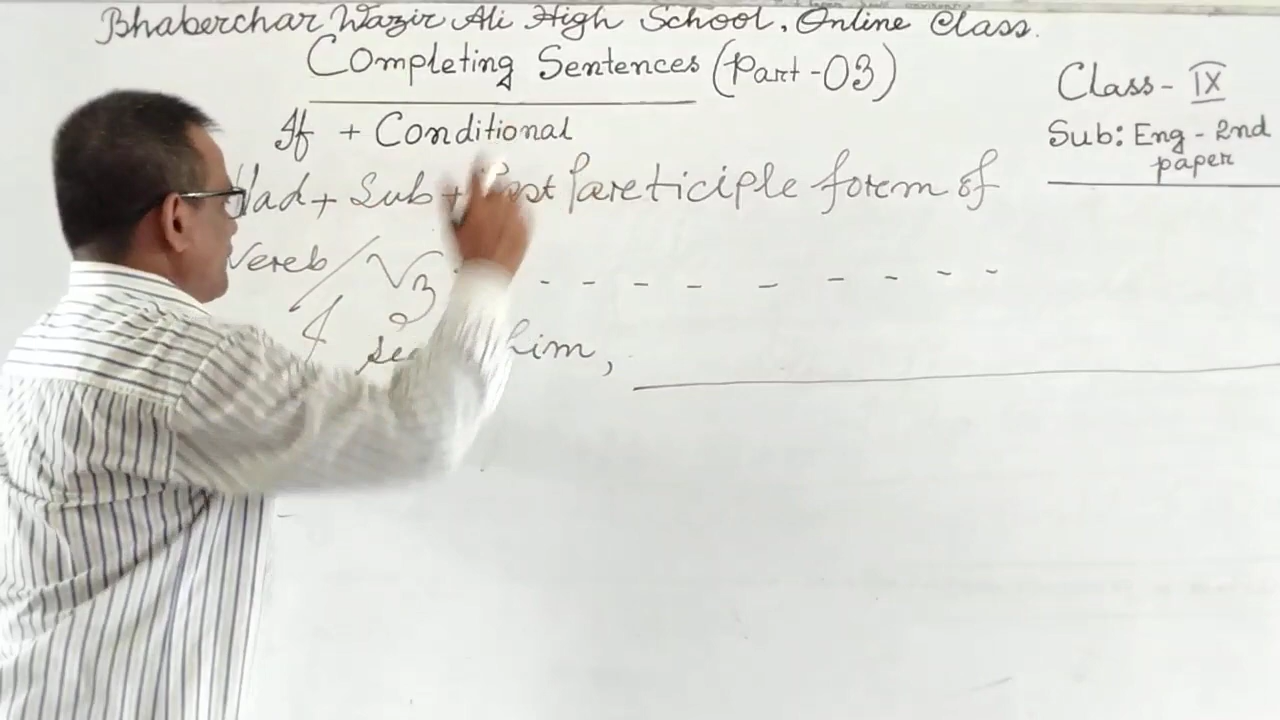 Bhaberchar Wazir Ali High School, Online Class.
Completing Sentences (Part-03)
Class - IX
Sub: Eng - 2nd
paper
If + Conditional
Had + Sub + Past Pareticiple forem of
Vereb / V3 - - - - - - - - -
I him,